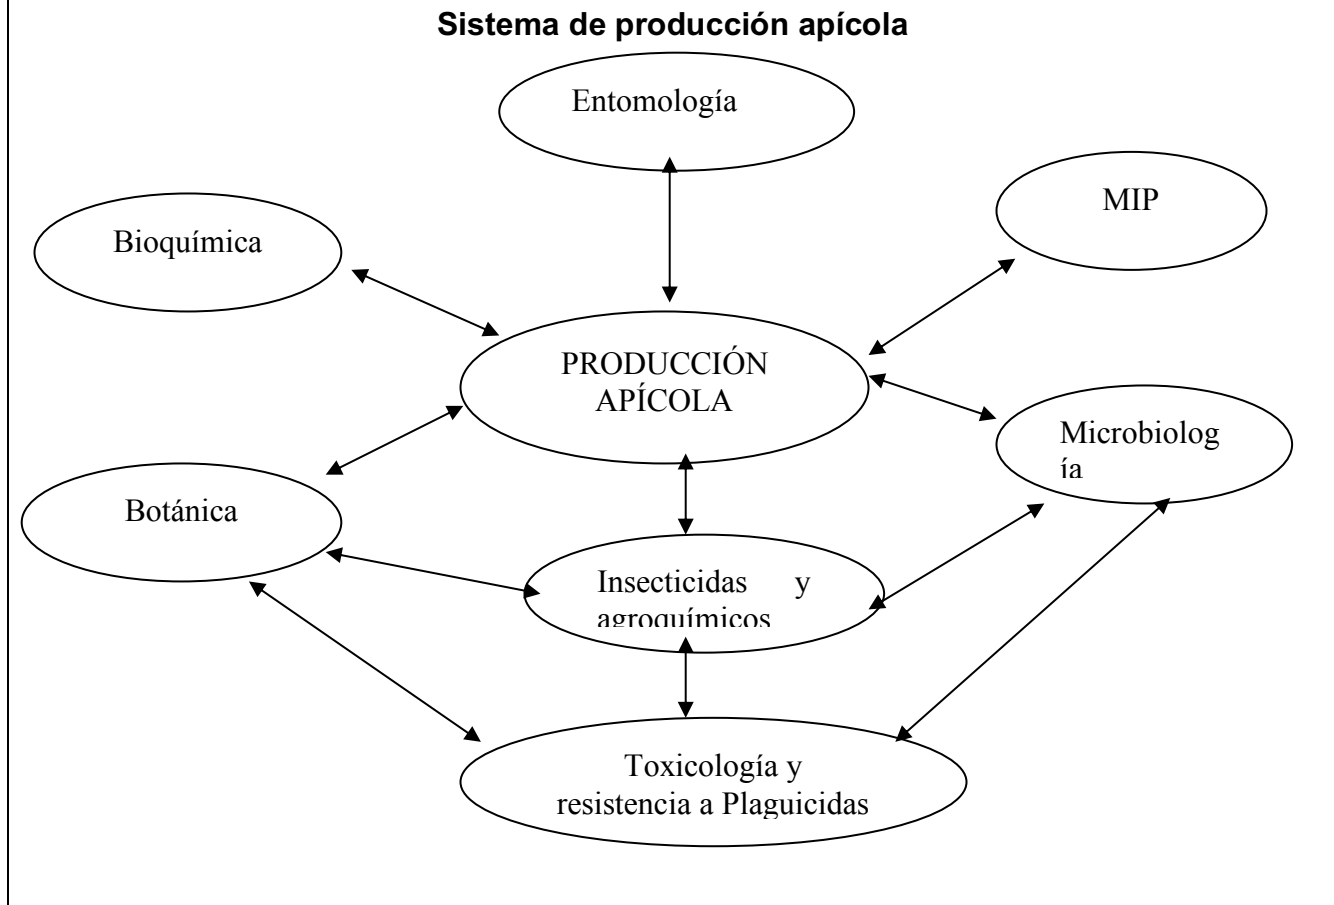 Sistema de producción apícola
Entomología
MIP
Bioquímica
PRODUCCIÓN
APÍCOLA
Microbiolog
ía
Botánica
Insecticidas y
agroquímicos
Toxicología y
resistencia a Plaguicidas